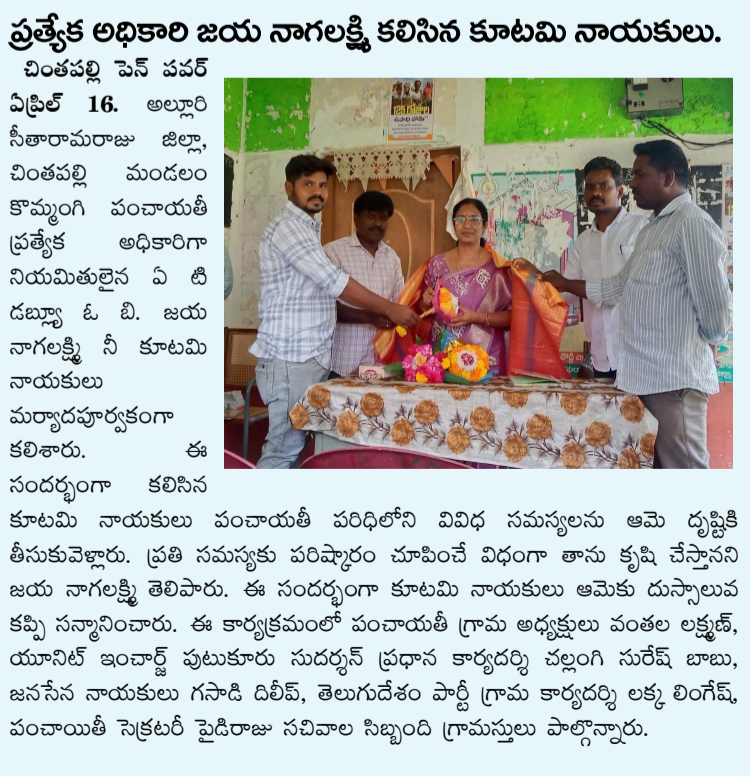 ప్రత్యేక అధికారి జయ నాగలక్ష్మి కలిసిన కూటమి నాయకులు.
చింతపల్లి పెన్ పవర్
ఏప్రిల్ 16. అల్లూరి
సీతారామరాజు జిల్లా,
చింతపల్లి మండలం
కొమ్మంగి పంచాయతీ
ప్రత్యేక అధికారిగా
నియమితులైన ఏ టి
డబ్ల్యూ ఓ బి. జయ
నాగలక్ష్మి నీ కూటమి
నాయకులు
మర్యాదపూర్వకంగా
కలిశారు. ఈ
సందర్భంగా కలిసిన
కూటమి నాయకులు పంచాయతీ పరిధిలోని వివిధ సమస్యలను ఆమె దృష్టికి
తీసుకువెళ్లారు. ప్రతి సమస్యకు పరిష్కారం చూపించే విధంగా తాను కృషి చేస్తానని
జయ నాగలక్ష్మి తెలిపారు. ఈ సందర్భంగా కూటమి నాయకులు ఆమెకు దుస్సాలువ
కప్పి సన్మానించారు. ఈ కార్యక్రమంలో పంచాయతీ గ్రామ అధ్యక్షులు వంతల లక్ష్మణ్,
యూనిట్ ఇంచార్జ్ పుటుకూరు సుదర్శన్ ప్రధాన కార్యదర్శి చల్లంగి సురేష్ బాబు,
జనసేన నాయకులు గసాడి దిలీప్, తెలుగుదేశం పార్టీ గ్రామ కార్యదర్శి లక్క లింగేష్,
పంచాయితీ సెక్రటరీ పైడిరాజు సచివాల సిబ్బంది గ్రామస్తులు పాల్గొన్నారు.